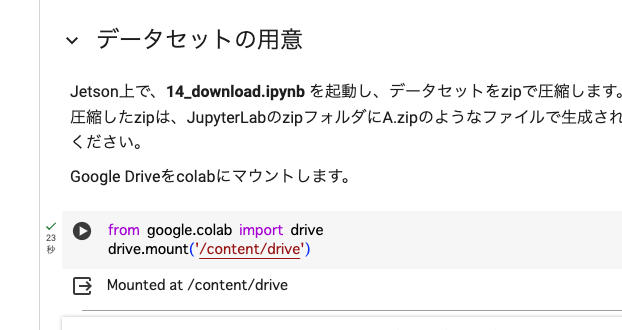 データセットの用意
Jetson上で、14_download.ipynb を起動し、データセットをzipで圧縮します。
圧縮したzipは、JupyterLabのzipフォルダにA.zipのようなファイルで生成され
ください。
Google Driveをcolabにマウントします。
from google.colab import drive
23
秒
drive.mount('/content/drive')
Mounted at /content/drive